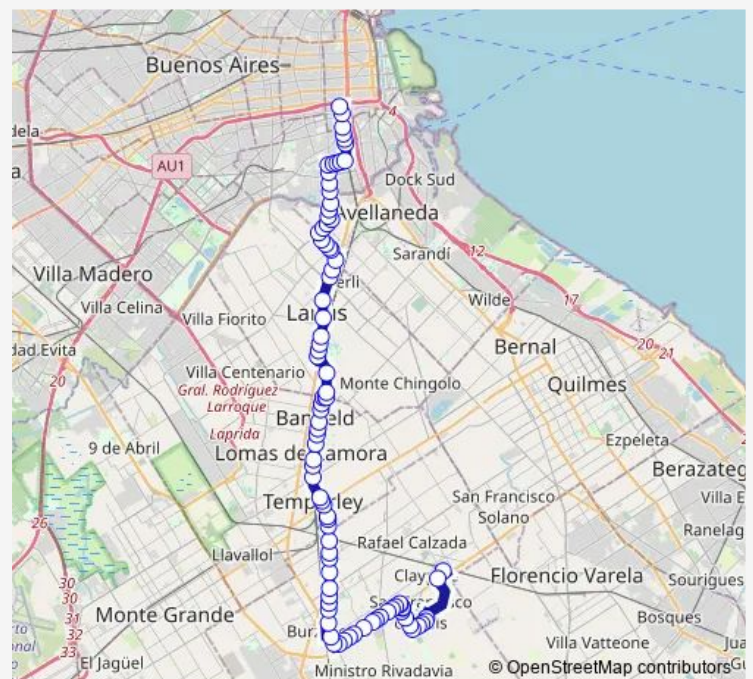 Buenos Aires
4
AU1
Dock Sud
Avellaneda
Sarandí
12
Villa Madero
Villa Celina
Wilde
17
Villa Fiorito
Bernal
20
21
dad Evita
20
Villa Centenario
Monte Chingolo
Quilmes
Gral. Rodríguez
Larroque
Laprida
9 de Abril
Ezpeleta
Lomas de
amora
Berazateg
San Francisco
Solano
Villa E
26
Ranelag
Rafael Calzada
Llavallol
Florencio Varela
Sourigues
30
30
31
32
33
Monte Grande
Bosques
Villa Vatteone
El Jagüel
Ministro Rivadavia
© OpenStreetMap contributors